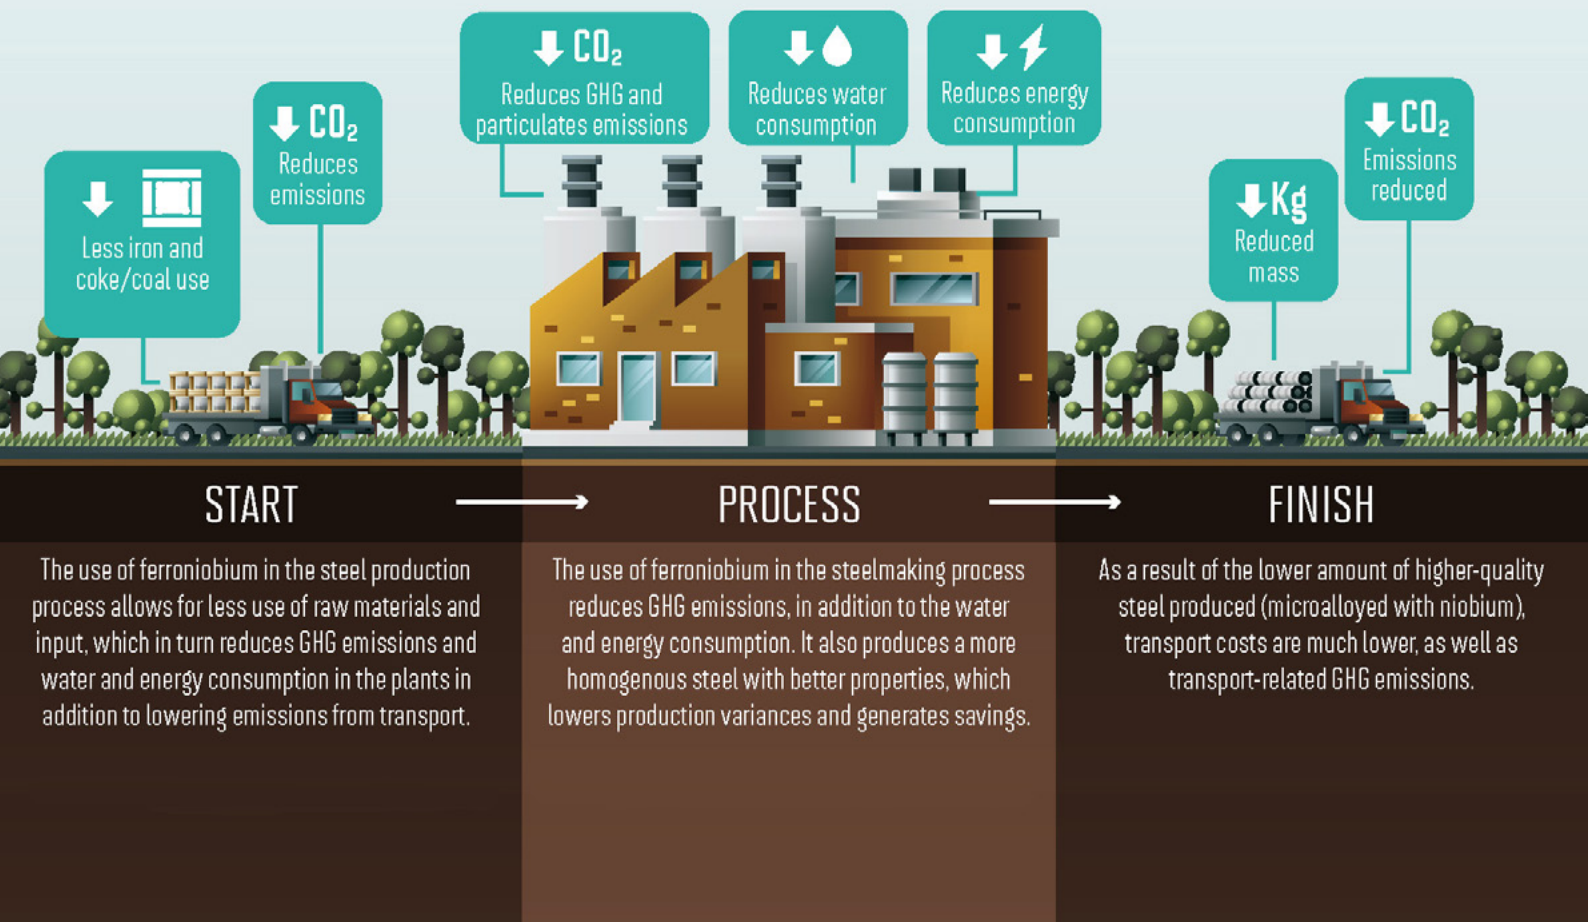 CO₂
Reduces GHG and
particulates emissions
Reduces water
consumption
Reduces energy
consumption
CO₂
Reduces
emissions
Less iron and
coke/coal use
CO₂
Emissions
reduced
Kg
Reduced
mass
START
PROCESS
FINISH
The use of ferroniobium in the steel production
process allows for less use of raw materials and
input, which in turn reduces GHG emissions and
water and energy consumption in the plants in
addition to lowering emissions from transport.
The use of ferroniobium in the steelmaking process
reduces GHG emissions, in addition to the water
and energy consumption. It also produces a more
homogenous steel with better properties, which
lowers production variances and generates savings.
As a result of the lower amount of higher-quality
steel produced (microalloyed with niobium),
transport costs are much lower, as well as
transport-related GHG emissions.